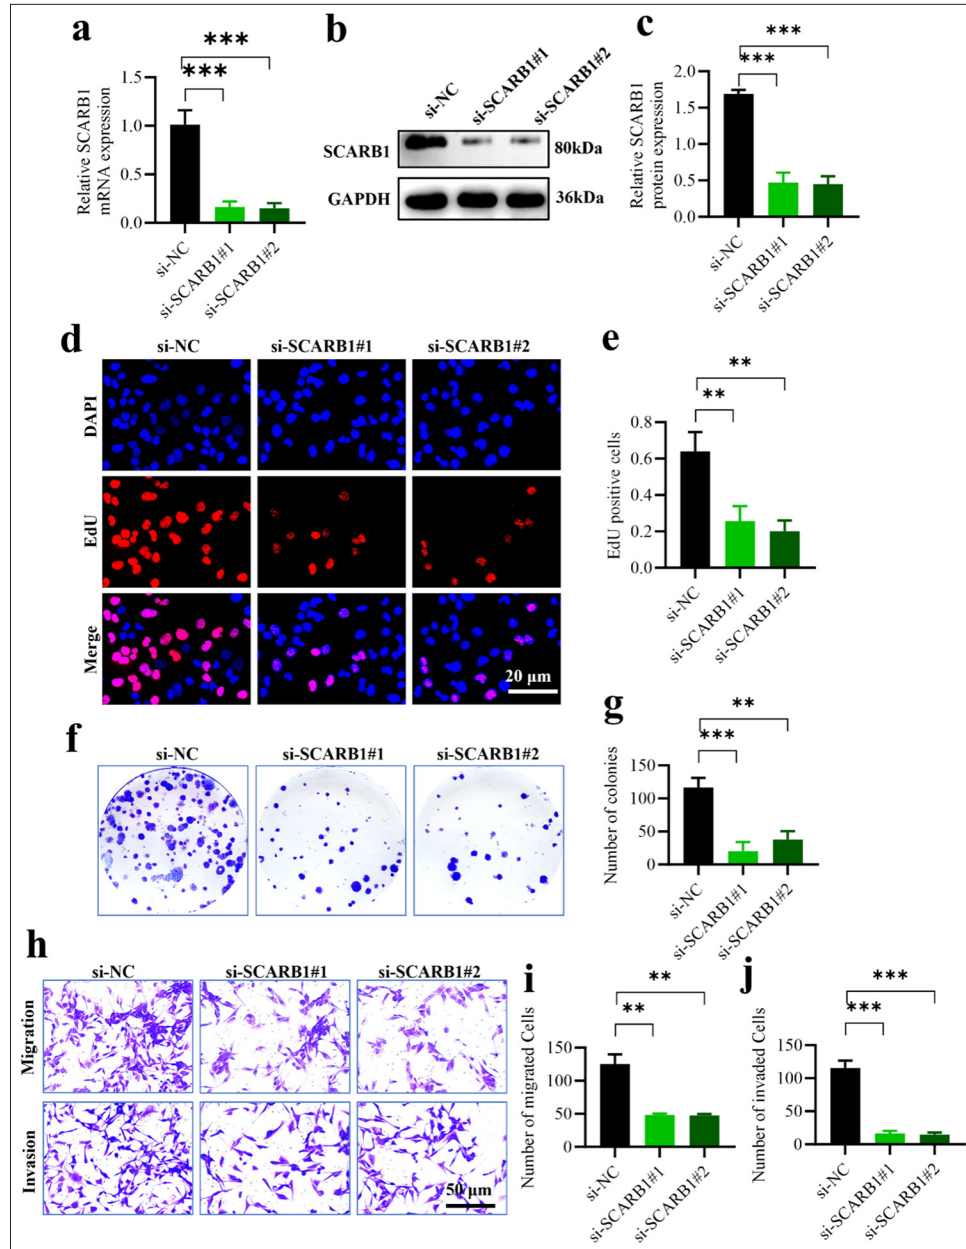 a
***
***
Relative SCARB1
mRNA expression
1.5
1.0
0.5
0.0
si-NC
si-SCARB1#1
si-SCARB1#2
b
si-NC
si-SCARB1#1
si-SCARB1#2
SCARB1
80kDa
GAPDH
36kDa
c
***
***
Relative SCARB1
protein expression
2.0
1.5
1.0
0.5
0.0
si-NC
si-SCARB1#1
si-SCARB1#2
d
si-NC
si-SCARB1#1
si-SCARB1#2
DAPI
EdU
Merge
20 µm
e
**
**
EdU positive cells
0.8
0.6
0.4
0.2
0.0
si-NC
si-SCARB1#1
si-SCARB1#2
f
si-NC
si-SCARB1#1
si-SCARB1#2
g
**
***
Number of colonies
150
100
50
0
si-NC
si-SCARB1#1
si-SCARB1#2
h
si-NC
si-SCARB1#1
si-SCARB1#2
Migration
Invasion
50 µm
i
**
**
Number of migrated Cells
150
100
50
0
si-NC
si-SCARB1#1
si-SCARB1#2
j
***
***
Number of invaded Cells
150
100
50
0
si-NC
si-SCARB1#1
si-SCARB1#2